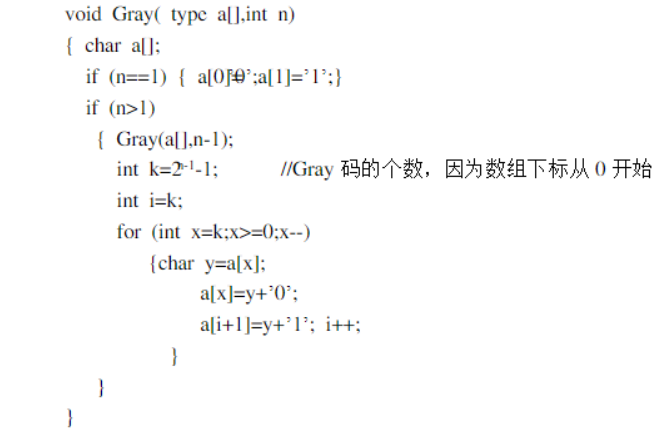 void Gray( type a[],int n)
{ char a[];
if (n==1) { a[0]='0';a[1]='1';}
if (n>1)
{ Gray(a[],n-1);
int k=2ⁿ⁻¹-1; //Gray 码的个数，因为数组下标从 0 开始
int i=k;
for (int x=k;x>=0;x--)
{char y=a[x];
a[x]=y+'0';
a[i+1]=y+'1'; i++;
}
}
}